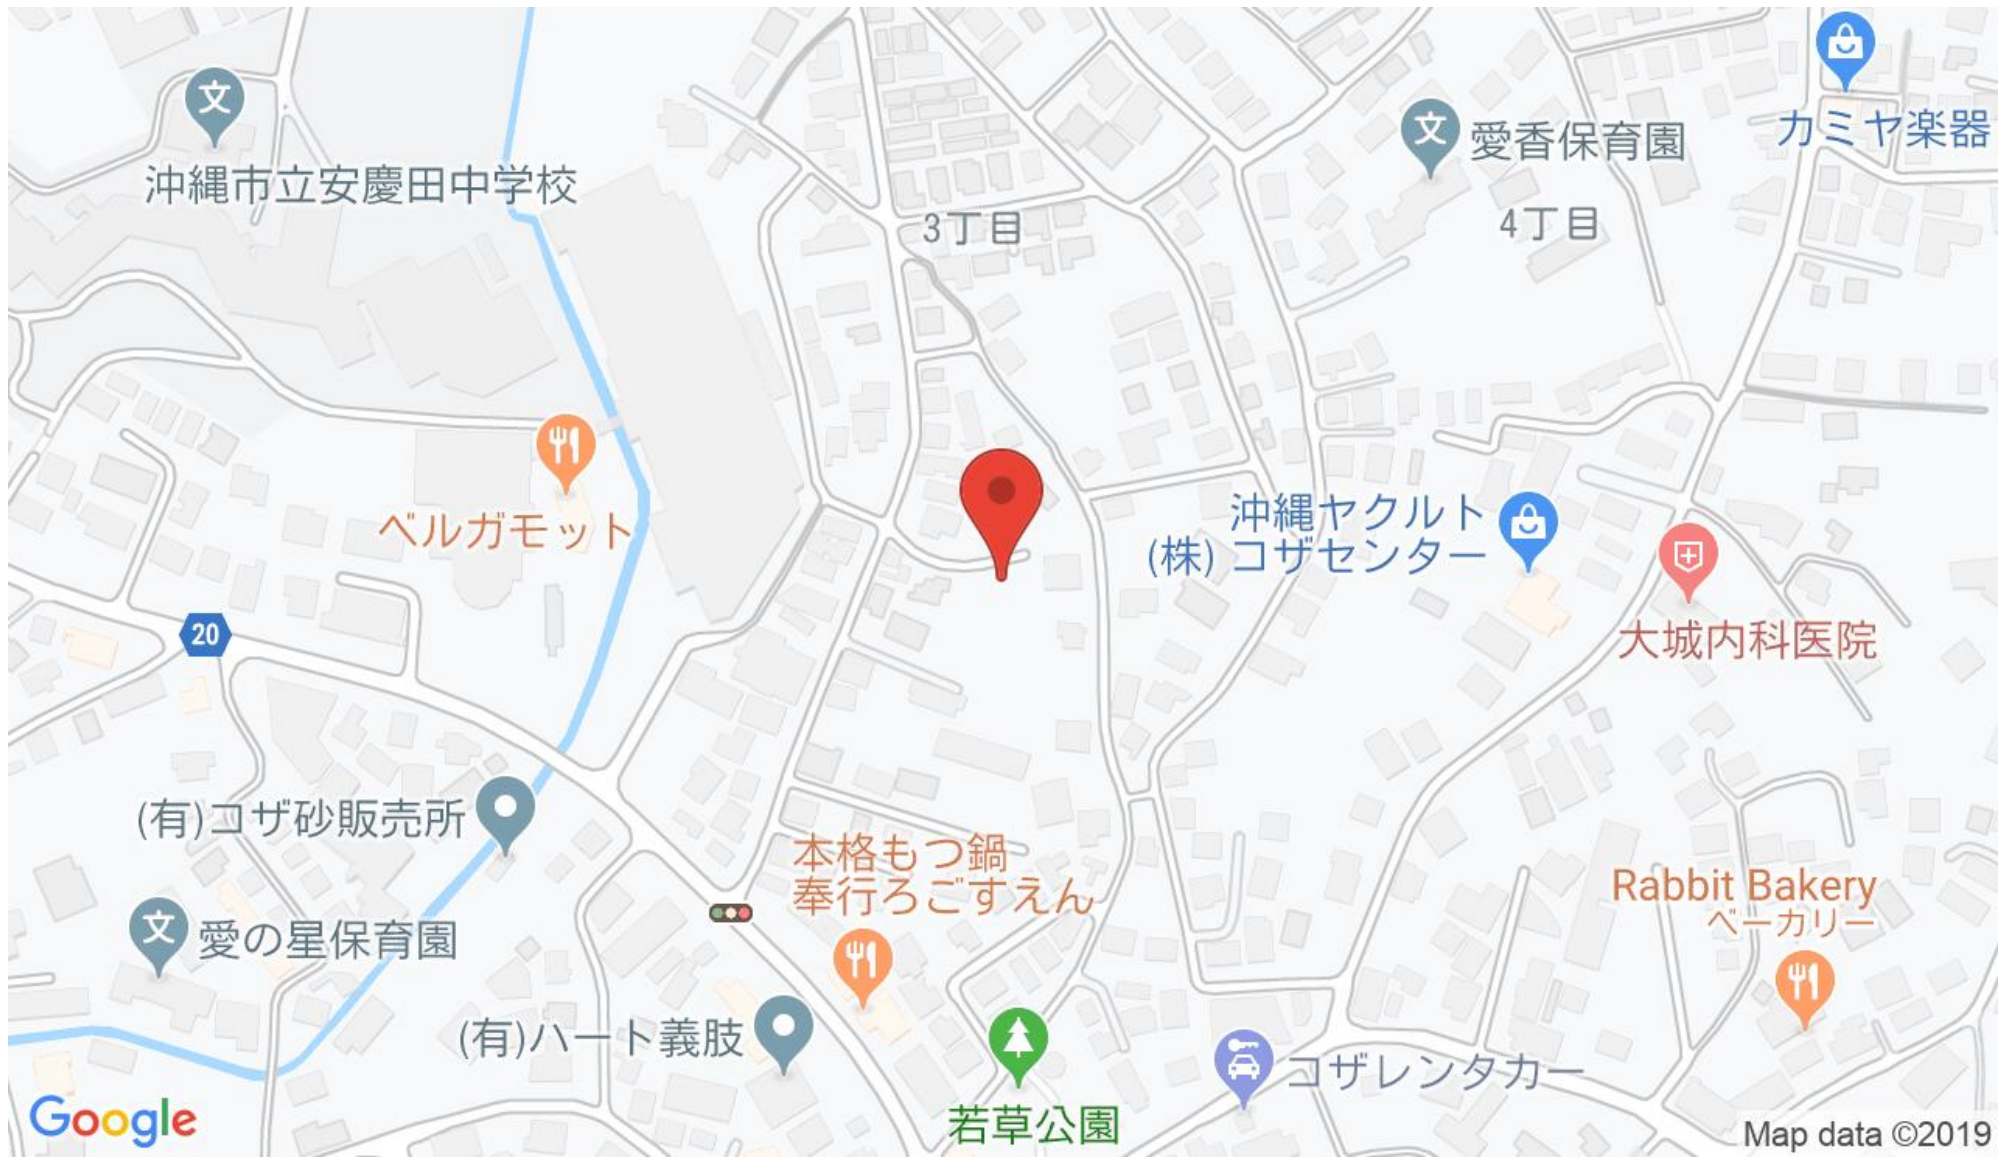 カミヤ楽器
愛香保育園
沖縄市立安慶田中学校
3丁目
4丁目
沖縄ヤクルト
(株) コザセンター
ベルガモット
20
大城内科医院
(有)コザ砂販売所
本格もつ鍋
奉行ろごすえん
Rabbit Bakery
ベーカリー
愛の星保育園
(有)ハート義肢
コザレンタカー
若草公園
Google
Map data ©2019
文
文
文